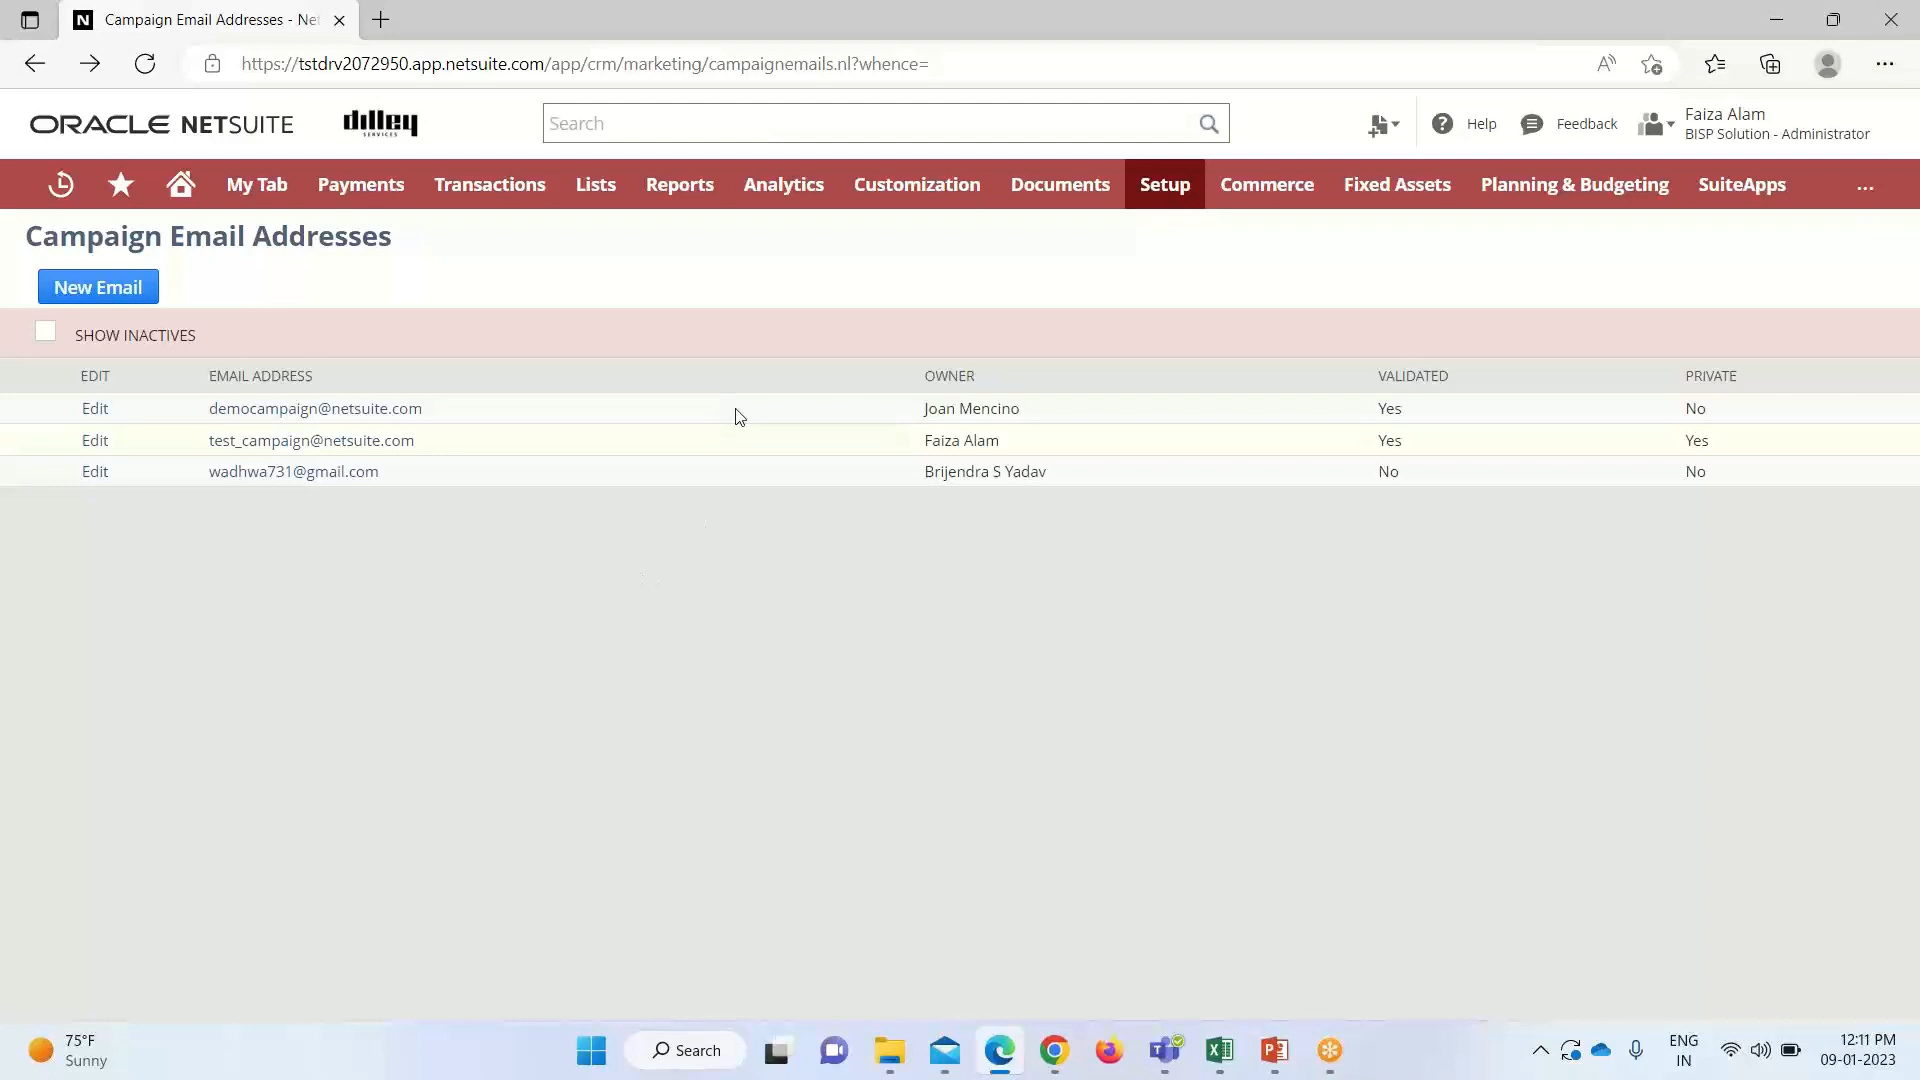 Campaign Email Addresses - Net
https://tstdrv2072950.app.netsuite.com/app/crm/marketing/campaignemails.nl?whence=
ORACLE NETSUITE
dilley
SERVICES
Search
Help
Feedback
Faiza Alam
BISP Solution - Administrator
My Tab Payments Transactions Lists Reports Analytics Customization Documents Setup Commerce Fixed Assets Planning & Budgeting SuiteApps ...
Campaign Email Addresses
New Email
SHOW INACTIVES
EDIT EMAIL ADDRESS OWNER VALIDATED PRIVATE
Edit democampaign@netsuite.com Joan Mencino Yes No
Edit test_campaign@netsuite.com Faiza Alam Yes Yes
Edit wadhwa731@gmail.com Brijendra S Yadav No No
75°F
Sunny
Search
ENG
IN
12:11 PM
09-01-2023